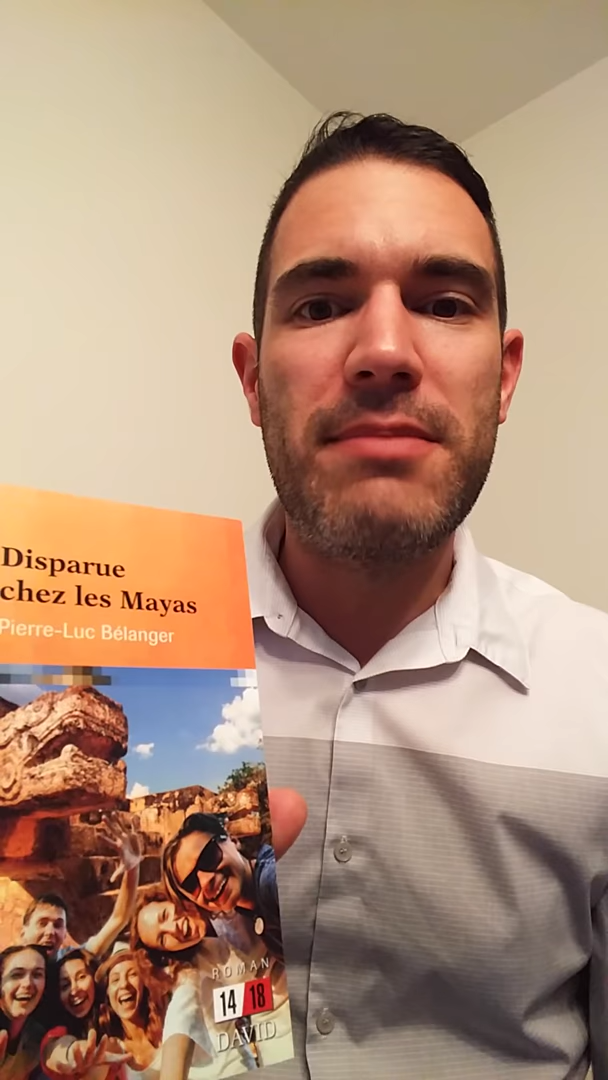 Disparue
chez les Mayas
Pierre-Luc Bélanger
ROMAN
14 18
DAVID